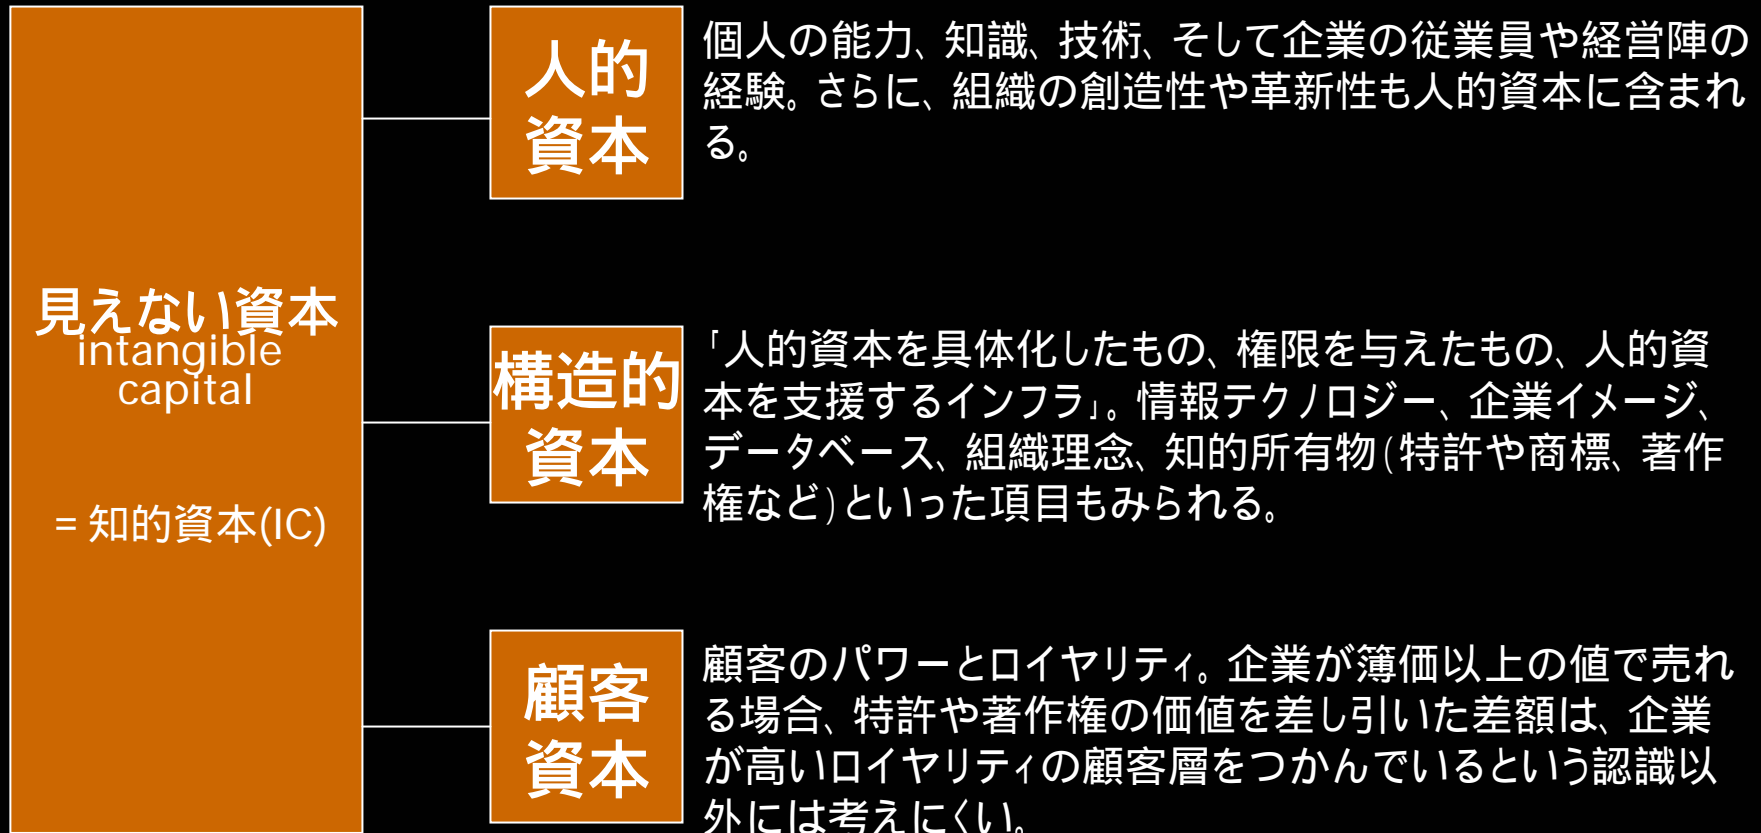 見えない資本
intangible
capital
= 知的資本(IC)
人的
資本
個人の能力、知識、技術、そして企業の従業員や経営陣の
経験。さらに、組織の創造性や革新性も人的資本に含まれ
る。
構造的
資本
「人的資本を具体化したもの、権限を与えたもの、人的資
本を支援するインフラ」。情報テクノロジー、企業イメージ、
データベース、組織理念、知的所有物(特許や商標、著作
権など)といった項目もみられる。
顧客
資本
顧客のパワーとロイヤリティ。企業が簿価以上の値で売れ
る場合、特許や著作権の価値を差し引いた差額は、企業
が高いロイヤリティの顧客層をつかんでいるという認識以
外には考えにくい。